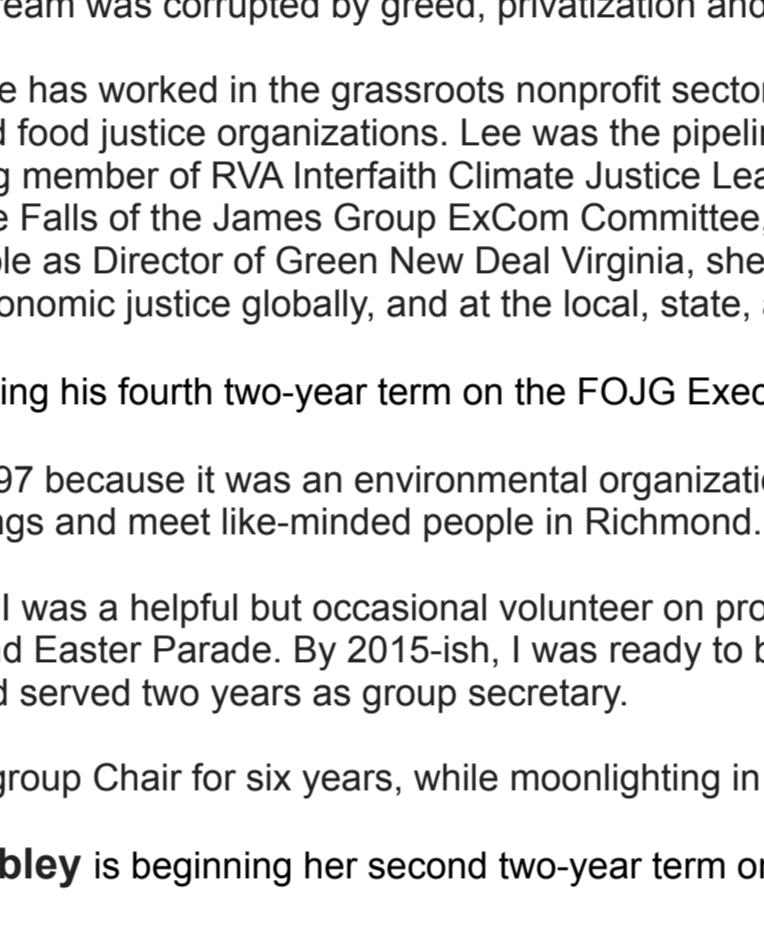 eam was corrupted by greed, privatization and
e has worked in the grassroots nonprofit secto
d food justice organizations. Lee was the pipeli
g member of RVA Interfaith Climate Justice Lea
e Falls of the James Group ExCom Committee,
le as Director of Green New Deal Virginia, she
onomic justice globally, and at the local, state,
ing his fourth two-year term on the FOJG Exec
97 because it was an environmental organizati
ngs and meet like-minded people in Richmond.
I was a helpful but occasional volunteer on pro
d Easter Parade. By 2015-ish, I was ready to b
d served two years as group secretary.
group Chair for six years, while moonlighting in
bley is beginning her second two-year term on